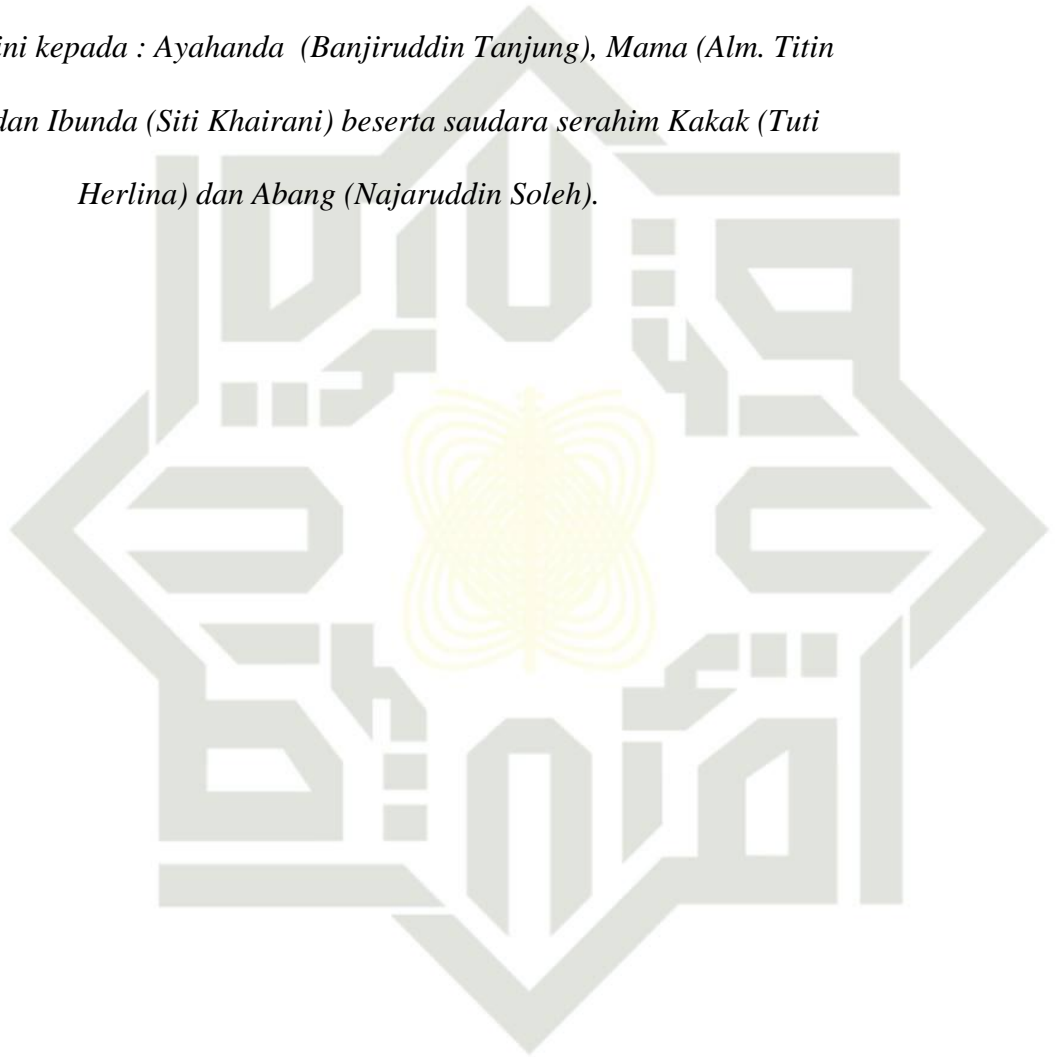 ini kepada : Ayahanda (Banjiruddin Tanjung), Mama (Alm. Titin
dan Ibunda (Siti Khairani) beserta saudara serahim Kakak (Tuti
Herlina) dan Abang (Najaruddin Soleh).